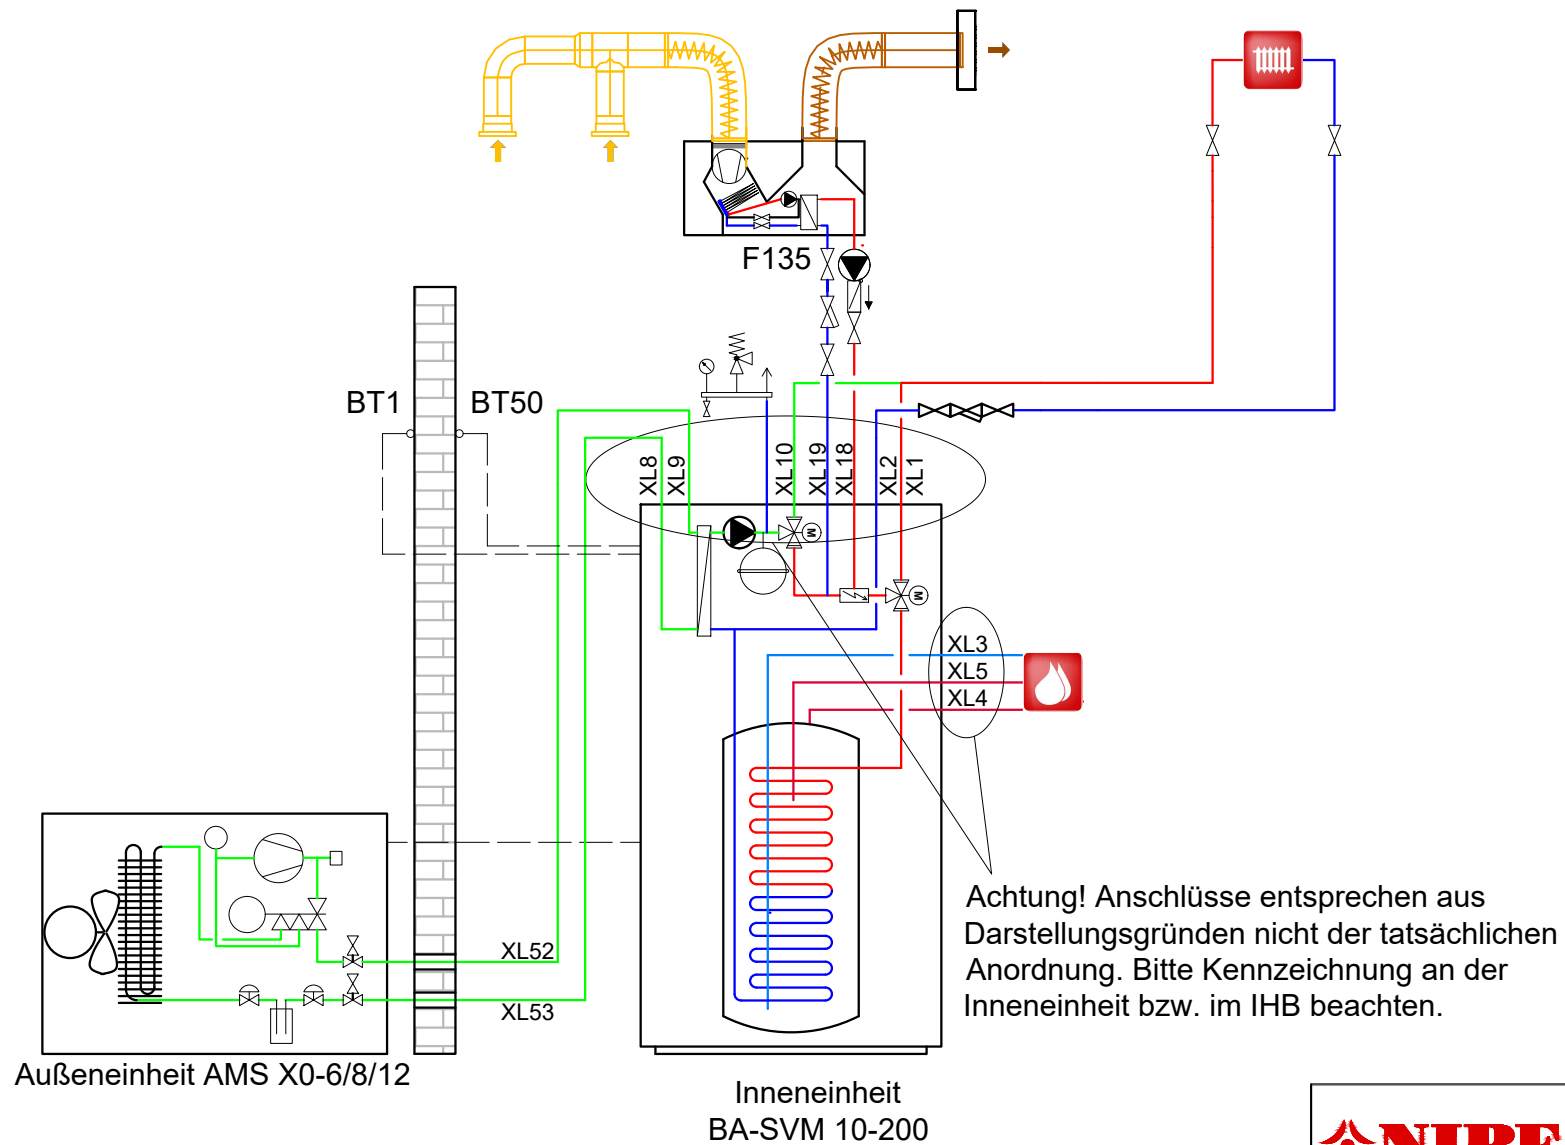 F135
BT1
BT50
XL8
XL9
XL10
XL19
XL18
XL2
XL1
M
M
XL3
XL5
XL4
XL52
XL53
Achtung! Anschlüsse entsprechen aus
Darstellungsgründen nicht der tatsächlichen
Anordnung. Bitte Kennzeichnung an der
Inneneinheit bzw. im IHB beachten.
Außeneinheit AMS X0-6/8/12
Inneneinheit
BA-SVM 10-200
NIBE